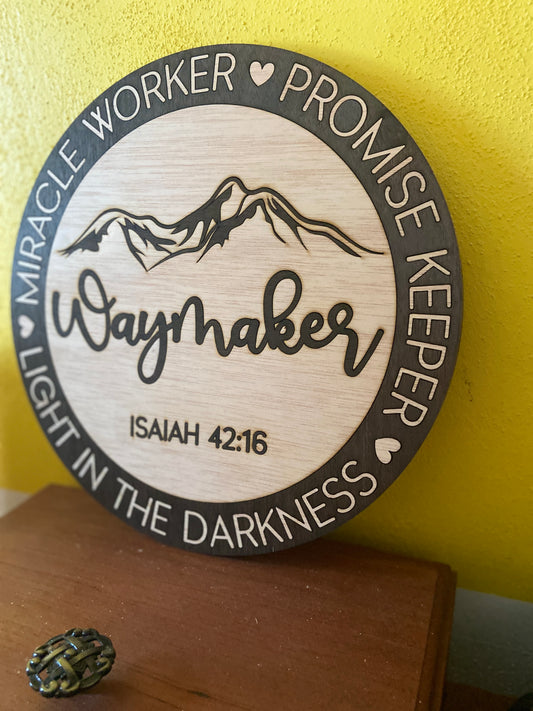 MIRACLE WORKER ♥ PROMISE KEEPER ♥ LIGHT IN THE DARKNESS ♥
Waymaker
ISAIAH 42:16